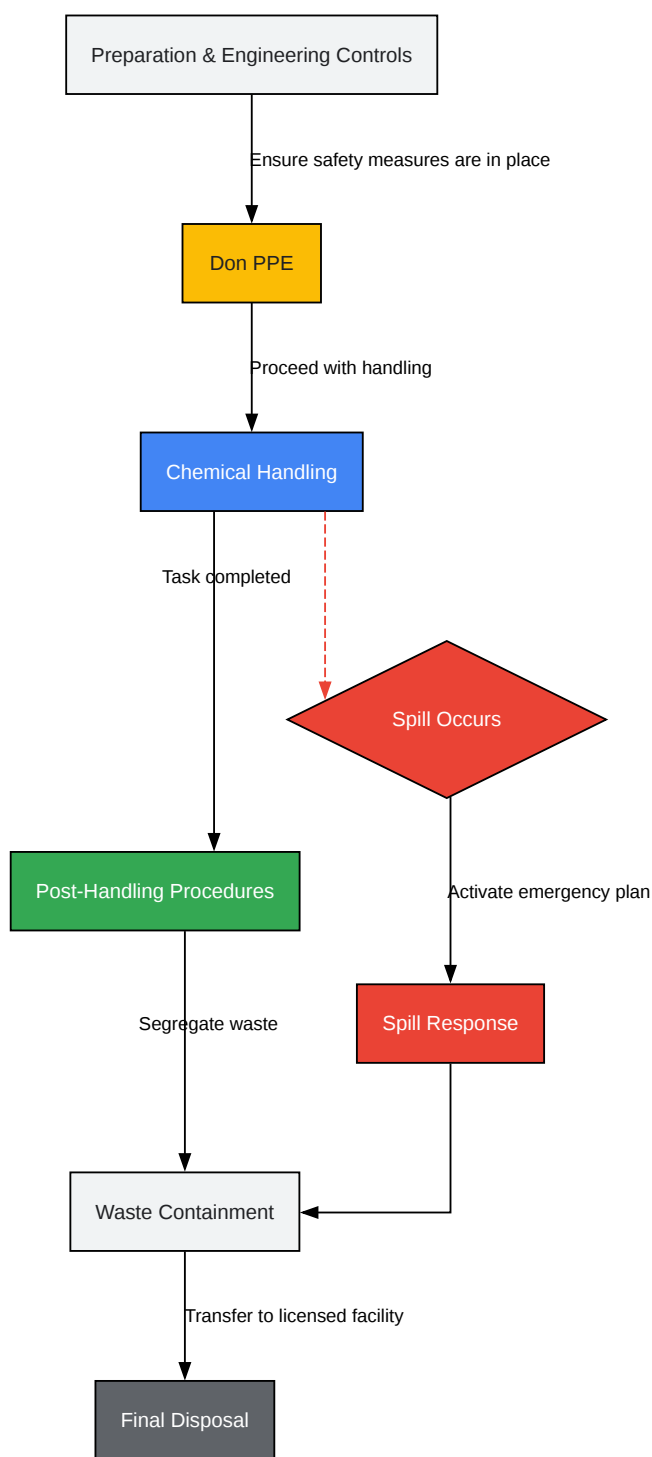 Preparation & Engineering Controls
Ensure safety measures are in place
Don PPE
Proceed with handling
Chemical Handling
Task completed
Spill Occurs
Post-Handling Procedures
Activate emergency plan
Segregate waste
Spill Response
Waste Containment
Transfer to licensed facility
Final Disposal